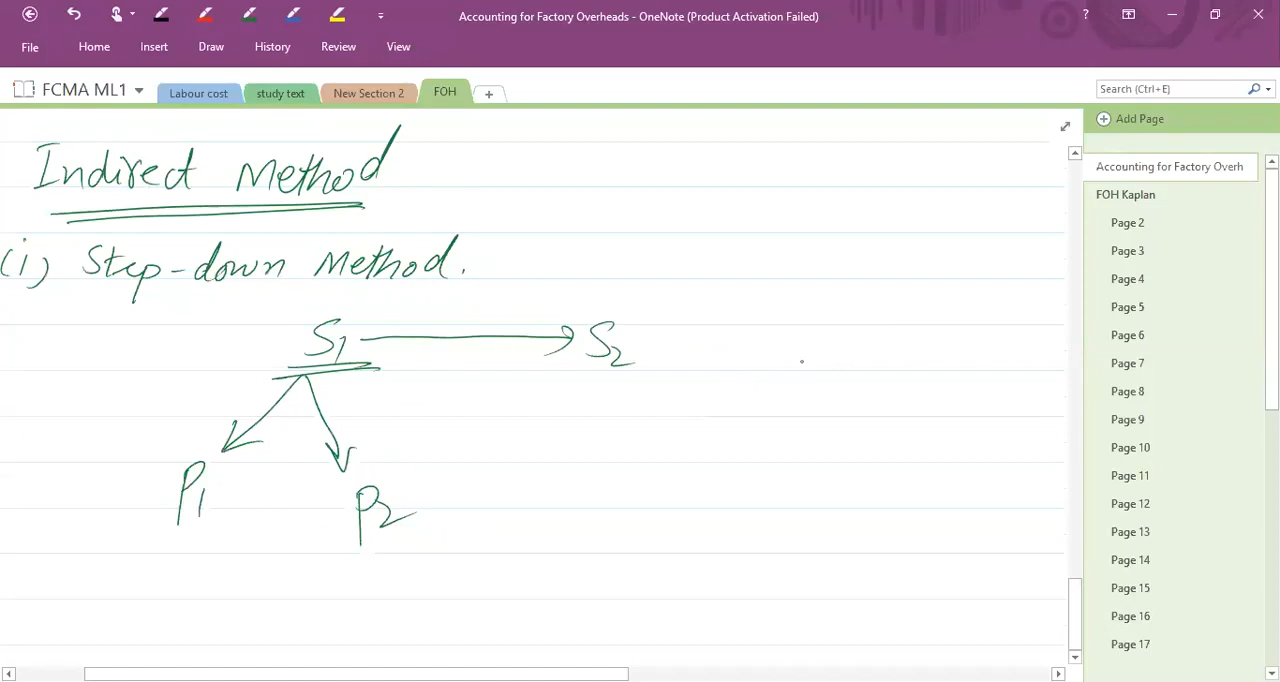 Accounting for Factory Overheads - OneNote (Product Activation Failed)
?
File Home Insert Draw History Review View
FCMA ML1
Labour cost
study text
New Section 2
FOH
+
Search (Ctrl+E)
Add Page
Indirect Method
(i) Step-down Method.
S1 S2
P1
P2
Accounting for Factory Overh
FOH Kaplan
Page 2
Page 3
Page 4
Page 5
Page 6
Page 7
Page 8
Page 9
Page 10
Page 11
Page 12
Page 13
Page 14
Page 15
Page 16
Page 17